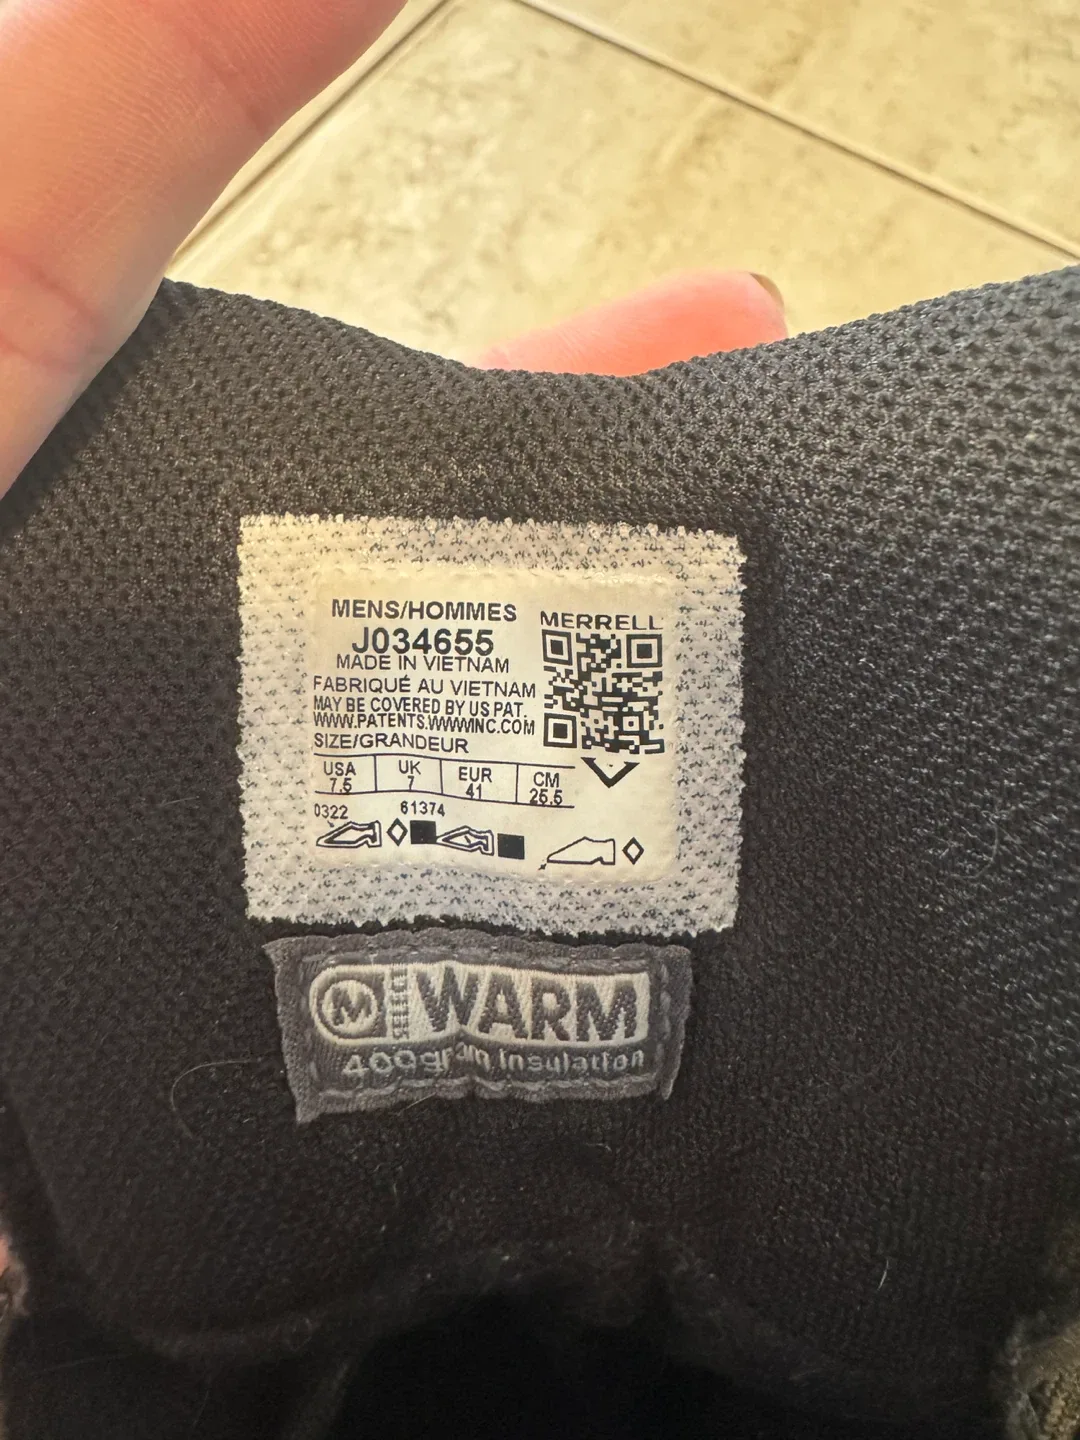 MENS/HOMMES
J034655
MADE IN VIETNAM
FABRIQUÉ AU VIETNAM
MAY BE COVERED BY US PAT.
WWW.PATENTS.WWWINC.COM
SIZE/GRANDEUR
MERRELL
USA UK EUR CM
7.5 7 41 25.5
0322 61374
M WARM
400gram Insulation